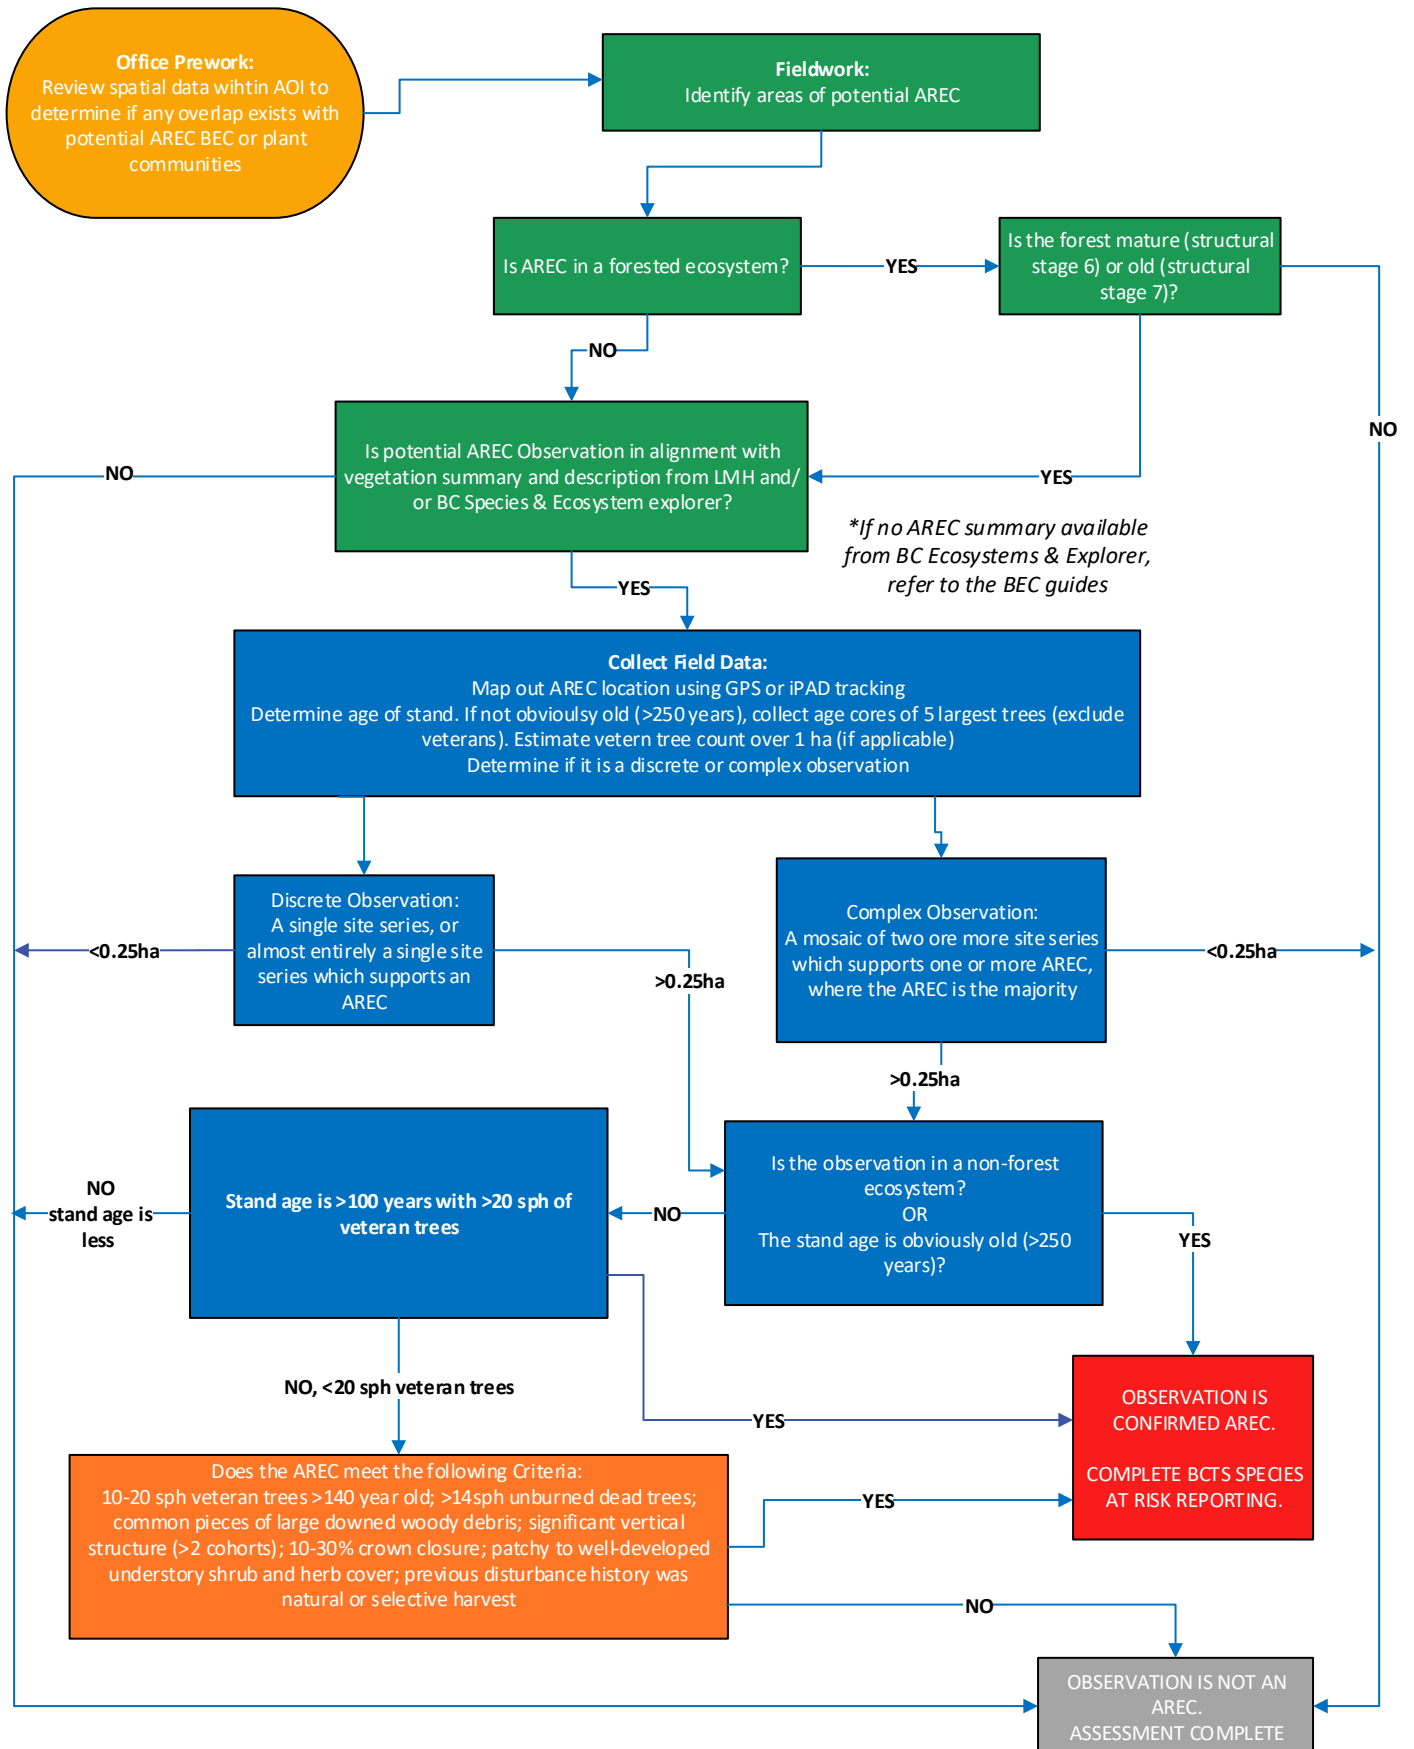 Office Prework:
Review spatial data wihtin AOI to
determine if any overlap exists with
potential AREC BEC or plant
communities
Fieldwork:
Identify areas of potential AREC
Is AREC in a forested ecosystem?
YES
Is the forest mature (structural
stage 6) or old (structural
stage 7)?
NO
NO
Is potential AREC Observation in alignment with
vegetation summary and description from LMH and/
or BC Species & Ecosystem explorer?
NO
YES
*If no AREC summary available
from BC Ecosystems & Explorer,
refer to the BEC guides
YES
Collect Field Data:
Map out AREC location using GPS or iPAD tracking
Determine age of stand. If not obvioulsy old (>250 years), collect age cores of 5 largest trees (exclude
veterans). Estimate vetern tree count over 1 ha (if applicable)
Determine if it is a discrete or complex observation
Discrete Observation:
A single site series, or
almost entirely a single site
series which supports an
AREC
<0.25ha
>0.25ha
Complex Observation:
A mosaic of two ore more site series
which supports one or more AREC,
where the AREC is the majority
<0.25ha
>0.25ha
Is the observation in a non-forest
ecosystem?
OR
The stand age is obviously old (>250
years)?
NO
YES
Stand age is >100 years with >20 sph of
veteran trees
NO
stand age is
less
NO, <20 sph veteran trees
YES
OBSERVATION IS
CONFIRMED AREC.
COMPLETE BCTS SPECIES
AT RISK REPORTING.
Does the AREC meet the following Criteria:
10-20 sph veteran trees >140 year old; >14sph unburned dead trees;
common pieces of large downed woody debris; significant vertical
structure (>2 cohorts); 10-30% crown closure; patchy to well-developed
understory shrub and herb cover; previous disturbance history was
natural or selective harvest
YES
NO
OBSERVATION IS NOT AN
AREC.
ASSESSMENT COMPLETE